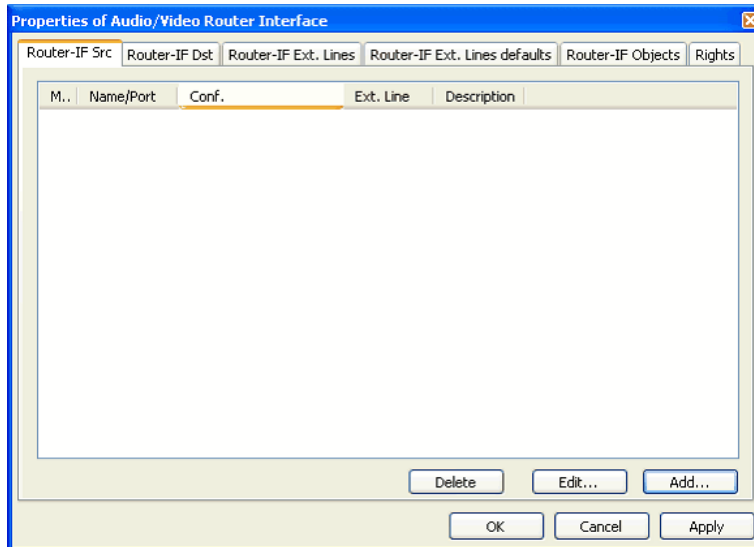 Properties of Audio/Video Router Interface
Router-IF Src Router-IF Dst Router-IF Ext. Lines Router-IF Ext. Lines defaults Router-IF Objects Rights
M.. Name/Port Conf. Ext. Line Description
Delete Edit... Add...
OK Cancel Apply